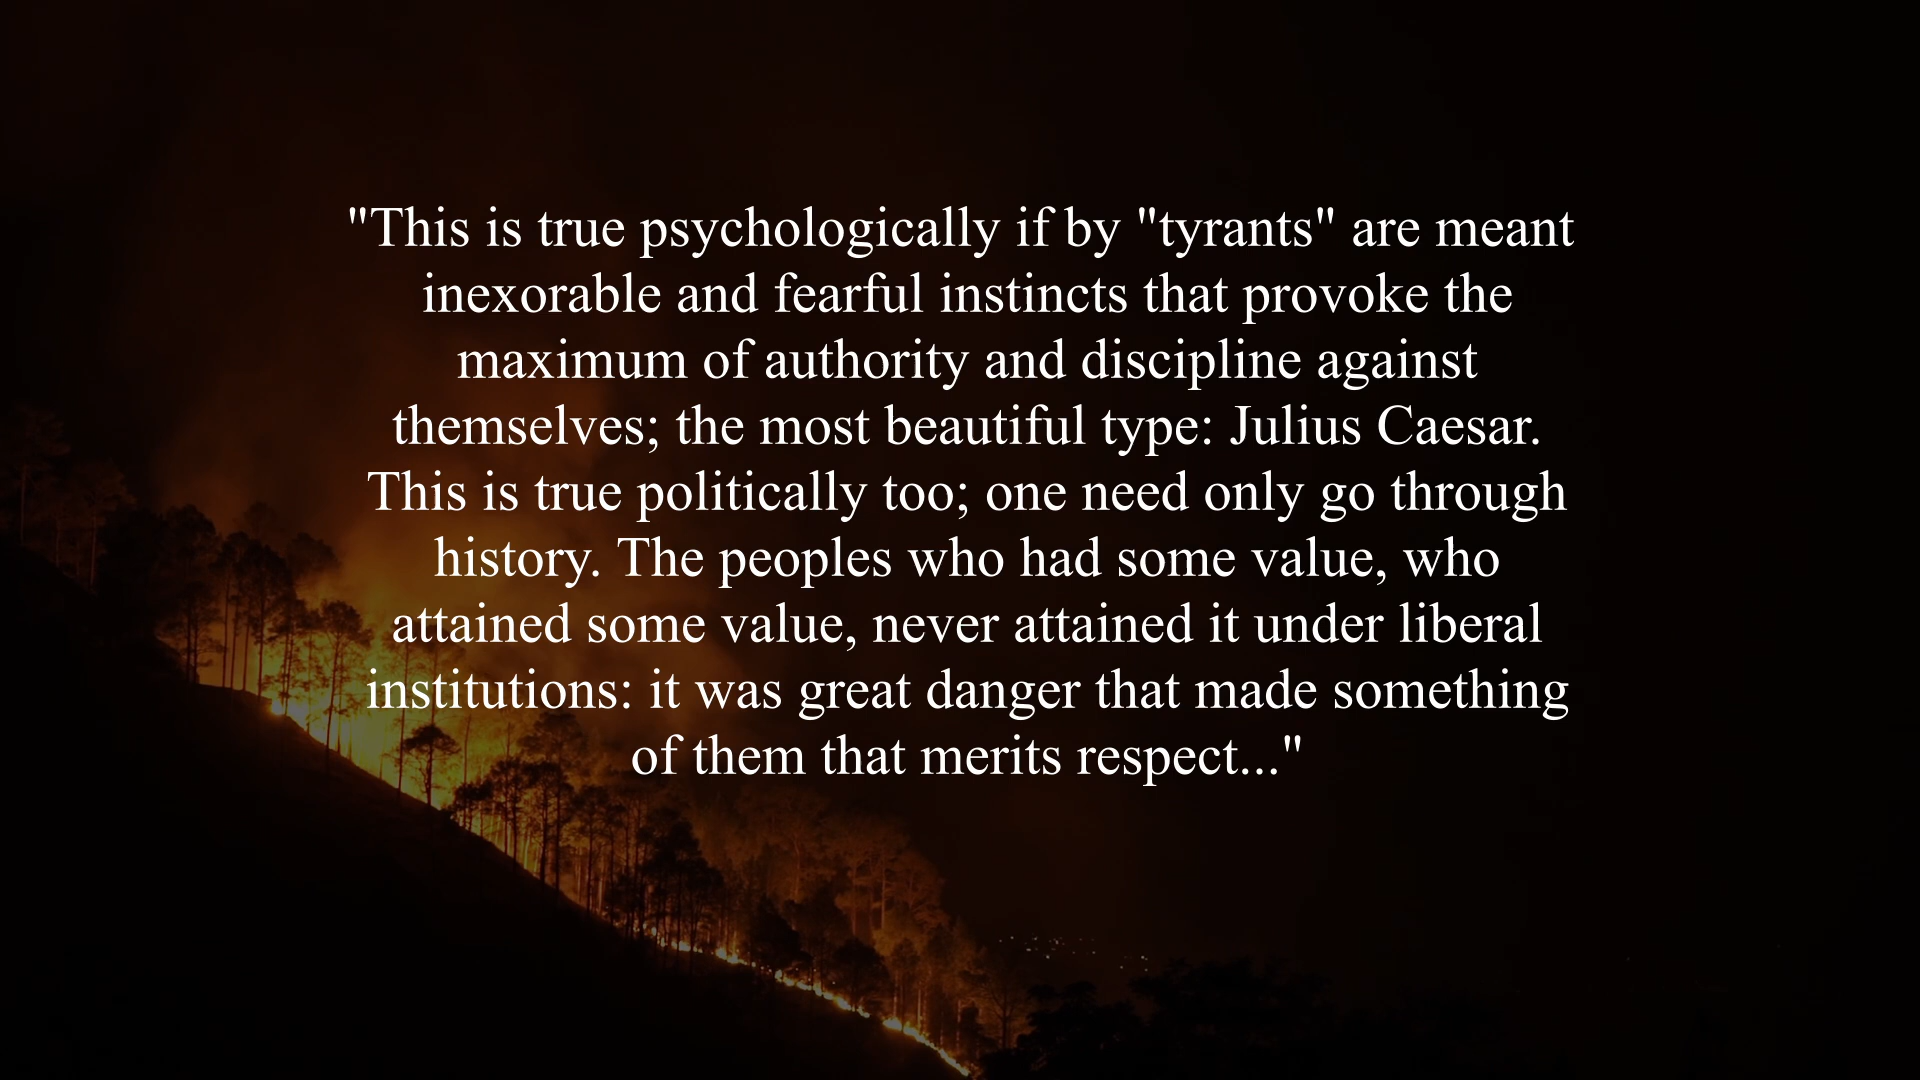 "This is true psychologically if by "tyrants" are meant
inexorable and fearful instincts that provoke the
maximum of authority and discipline against
themselves; the most beautiful type: Julius Caesar.
This is true politically too; one need only go through
history. The peoples who had some value, who
attained some value, never attained it under liberal
institutions: it was great danger that made something
of them that merits respect..."